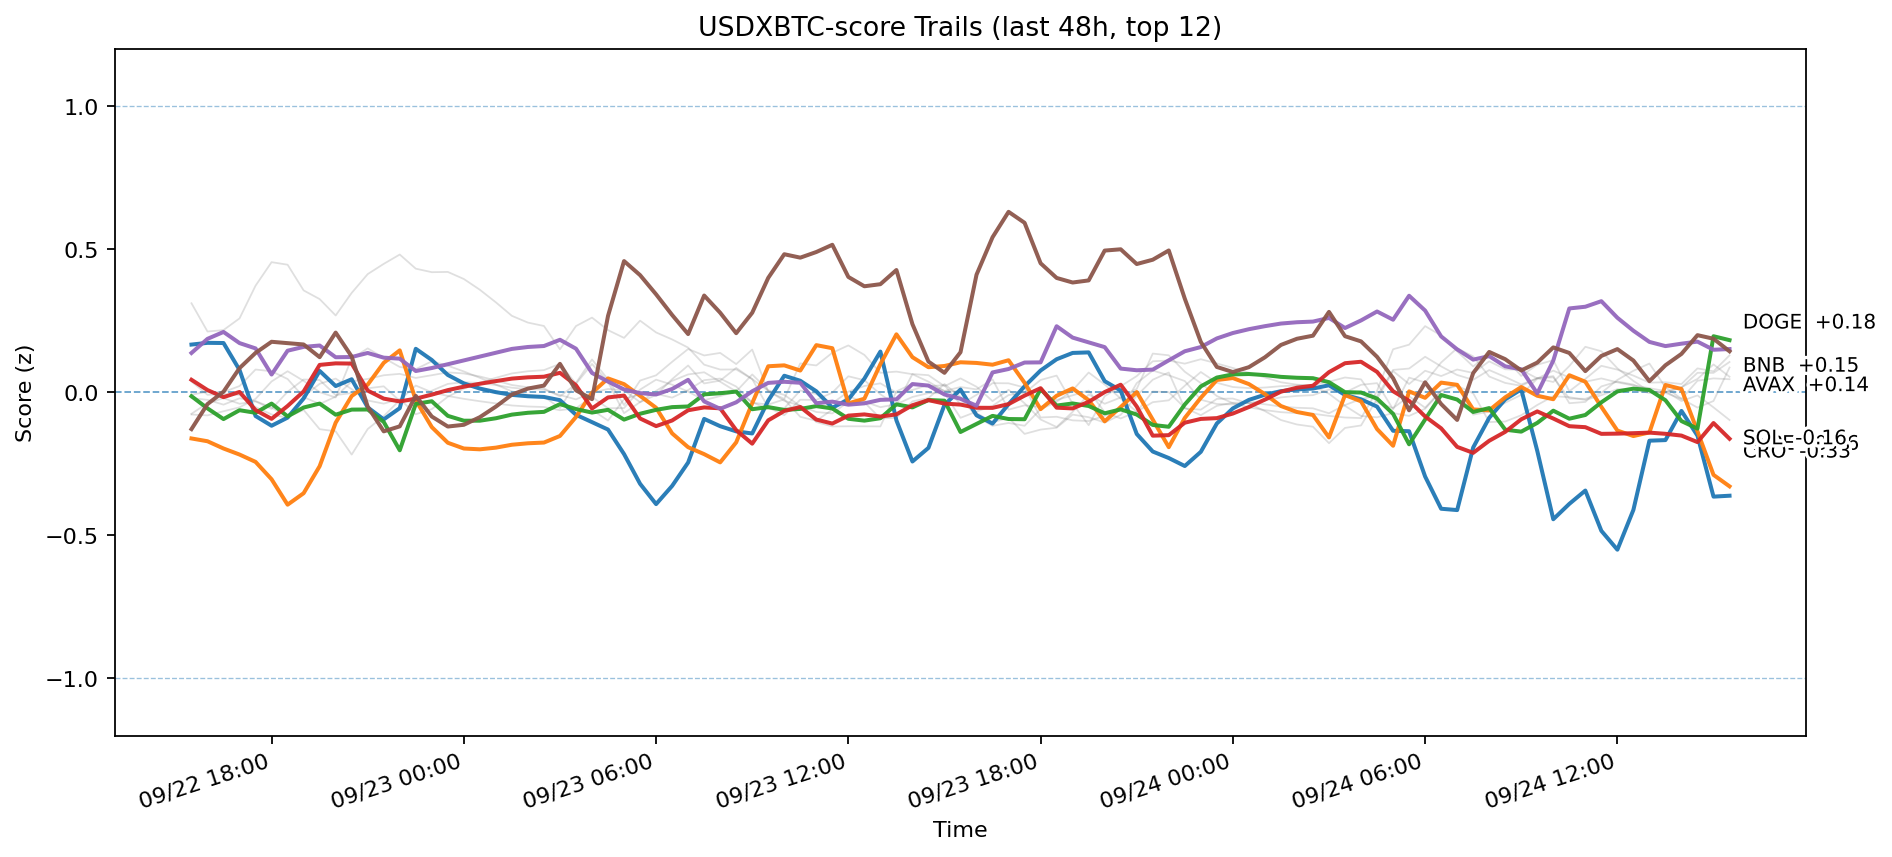 USDXBTC-score Trails (last 48h, top 12)
Score (z)
1.0
0.5
0.0
−0.5
−1.0
DOGE +0.18
BNB +0.15
AVAX +0.14
SOL -0.16
CRO -0.33
09/22 18:00
09/23 00:00
09/23 06:00
09/23 12:00
09/23 18:00
09/24 00:00
09/24 06:00
09/24 12:00
Time